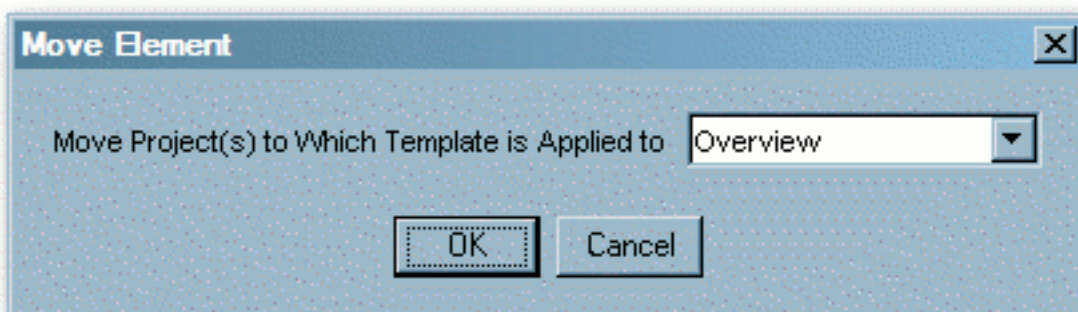 Move Element
Move Project(s) to Which Template is Applied to Overview
OK Cancel